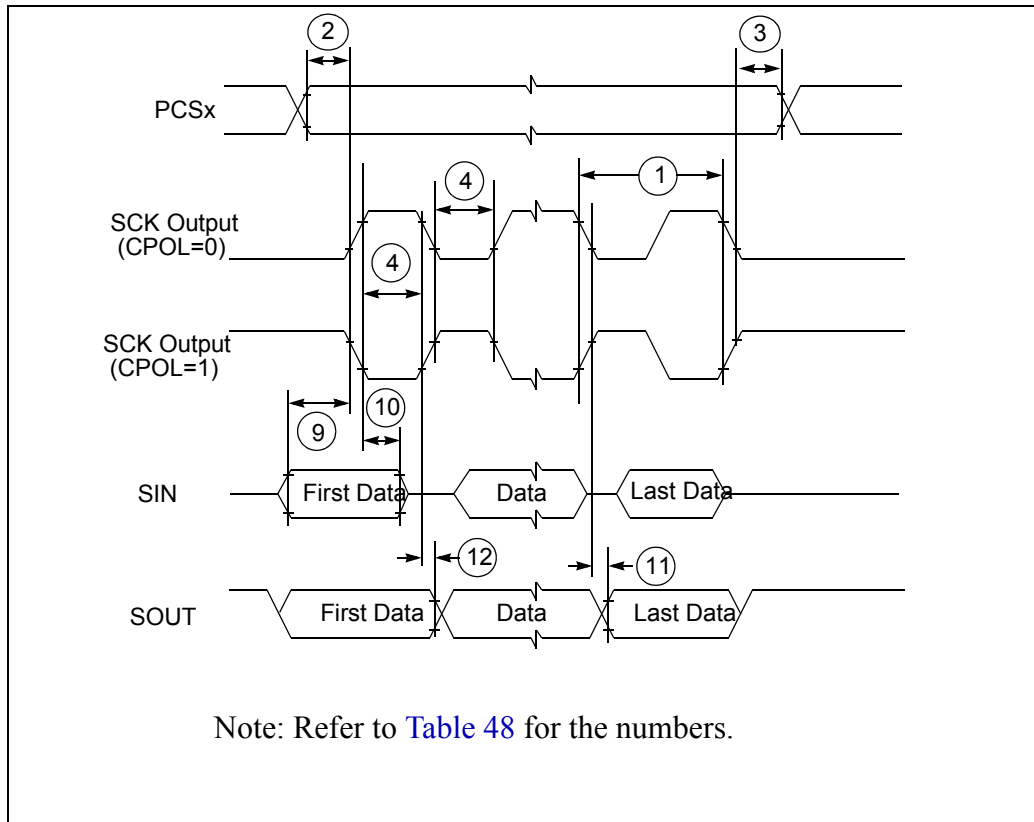 2
3
PCSx
4
1
SCK Output
(CPOL=0)
4
SCK Output
(CPOL=1)
9
10
SIN
First Data
Data
Last Data
12
11
SOUT
First Data
Data
Last Data
Note: Refer to Table 48 for the numbers.